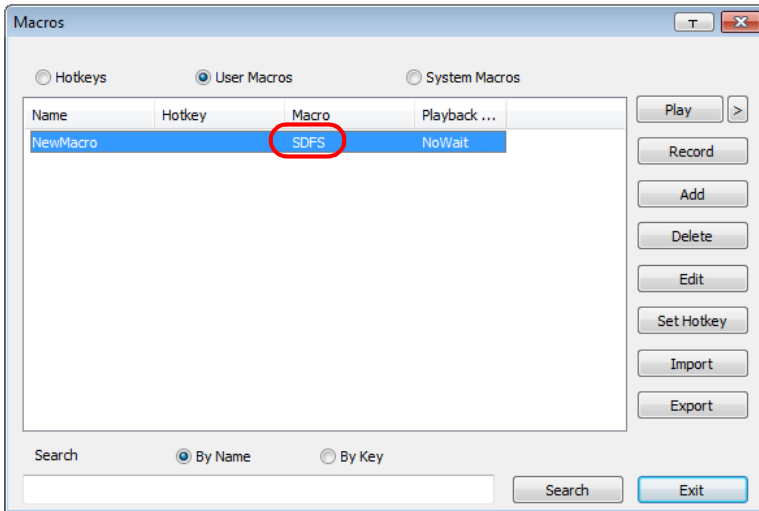 Macros
Hotkeys User Macros System Macros
Name Hotkey Macro Playback ... Play >
NewMacro SDFS NoWait
Record
Add
Delete
Edit
Set Hotkey
Import
Export
Search By Name By Key
Search Exit